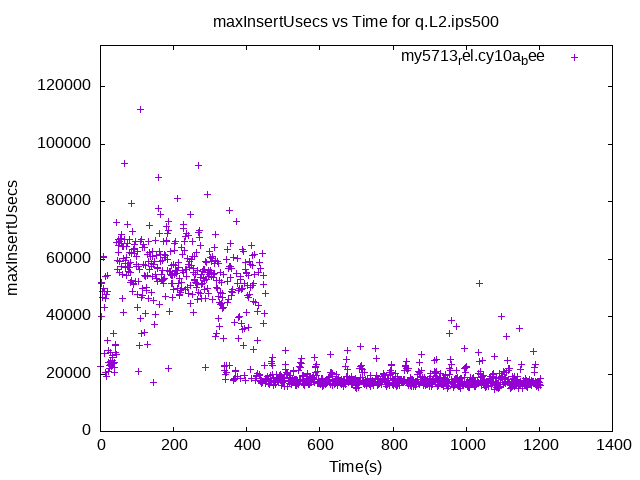 maxInsertUsecs vs Time for q.L2.ips500
my5713rel.cy10abee
120000
100000
80000
60000
40000
20000
0
maxInsertUsecs
0 200 400 600 800 1000 1200 1400
Time(s)